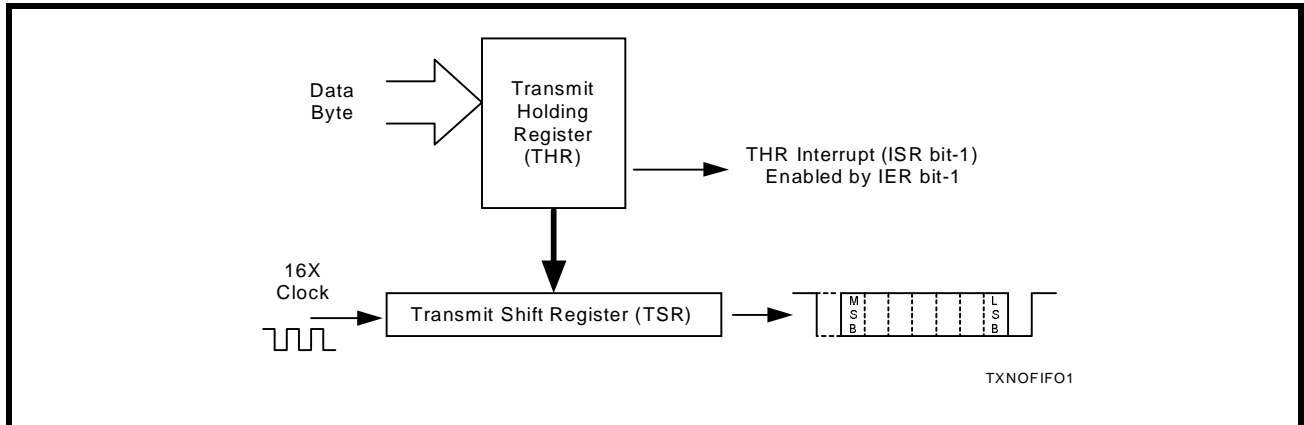 Data
Byte
Transmit
Holding
Register
(THR)
THR Interrupt (ISR bit-1)
Enabled by IER bit-1
16X
Clock
Transmit Shift Register (TSR)
M
S
B
L
S
B
TXNOFIFO1